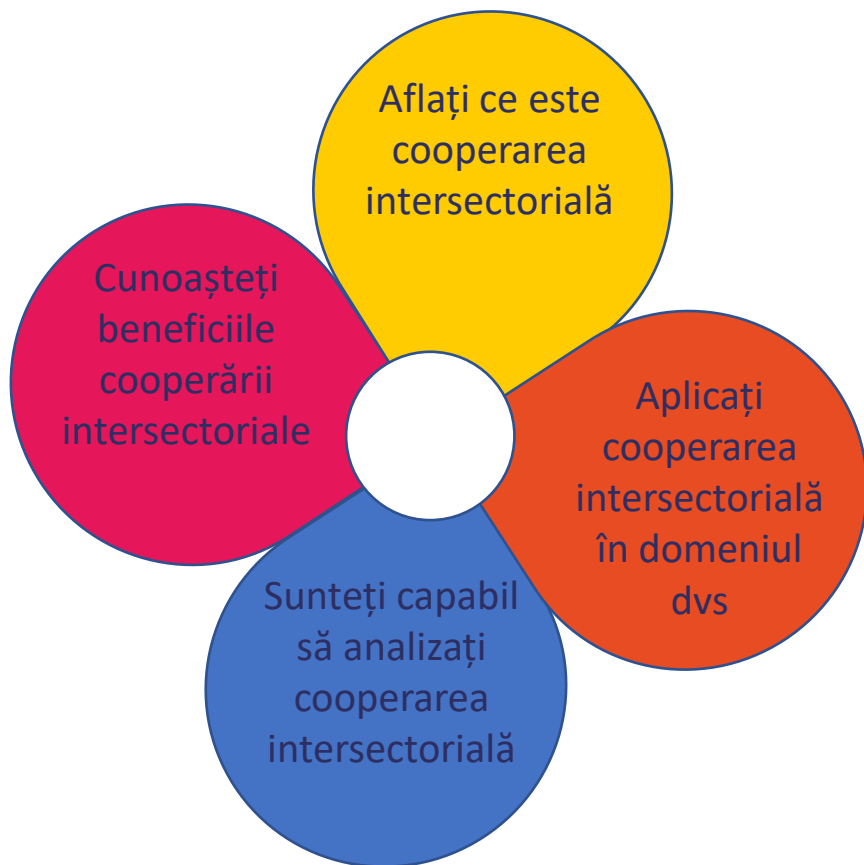 Aflați ce este
cooperarea
intersectorială
Aplicați
cooperarea
intersectorială
în domeniul
dvs
Sunteți capabil
să analizați
cooperarea
intersectorială
Cunoașteți
beneficiile
cooperării
intersectoriale